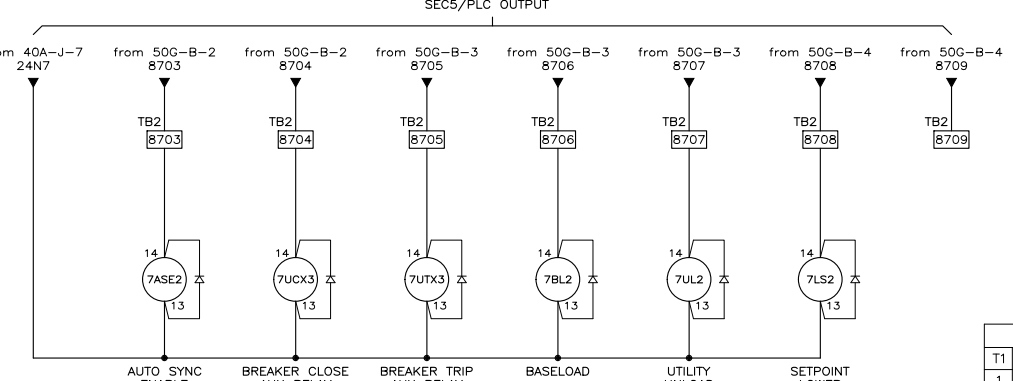 SEC5/PLC OUTPUT
40A-J-7 from 50G-B-2 from 50G-B-2 from 50G-B-3 from 50G-B-3 from 50G-B-3 from 50G-B-4 from 50G-B-4
24N7 8703 8704 8705 8706 8707 8708 8709
TB2 TB2 TB2 TB2 TB2 TB2 TB2
8703 8704 8705 8706 8707 8708 8709
14 14 14 14 14 14
7ASE2 7UCX3 7UTX3 7BL2 7UL2 7LS2
13 13 13 13 13 13
T1
AUTO SYNC BREAKER CLOSE BREAKER TRIP BASELOAD UTILITY SETPOINT